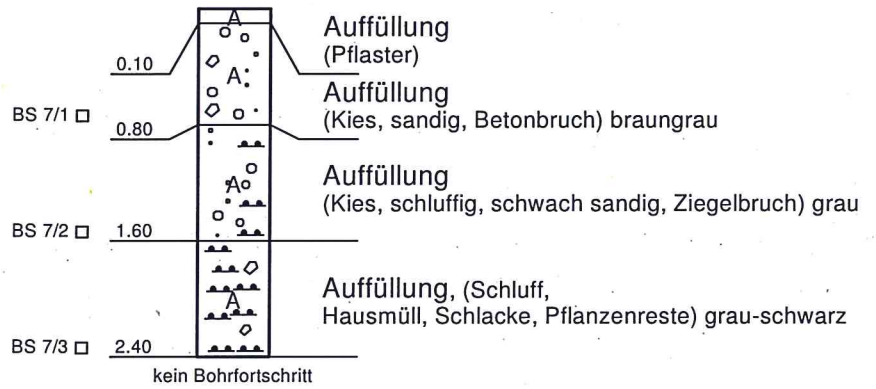 A
Auffüllung
(Pflaster)
0.10
A
Auffüllung
(Kies, sandig, Betonbruch) braungrau
BS 7/1
0.80
A
Auffüllung
(Kies, schluffig, schwach sandig, Ziegelbruch) grau
BS 7/2
1.60
A
Auffüllung, (Schluff,
Hausmüll, Schlacke, Pflanzenreste) grau-schwarz
BS 7/3
2.40
kein Bohrfortschritt